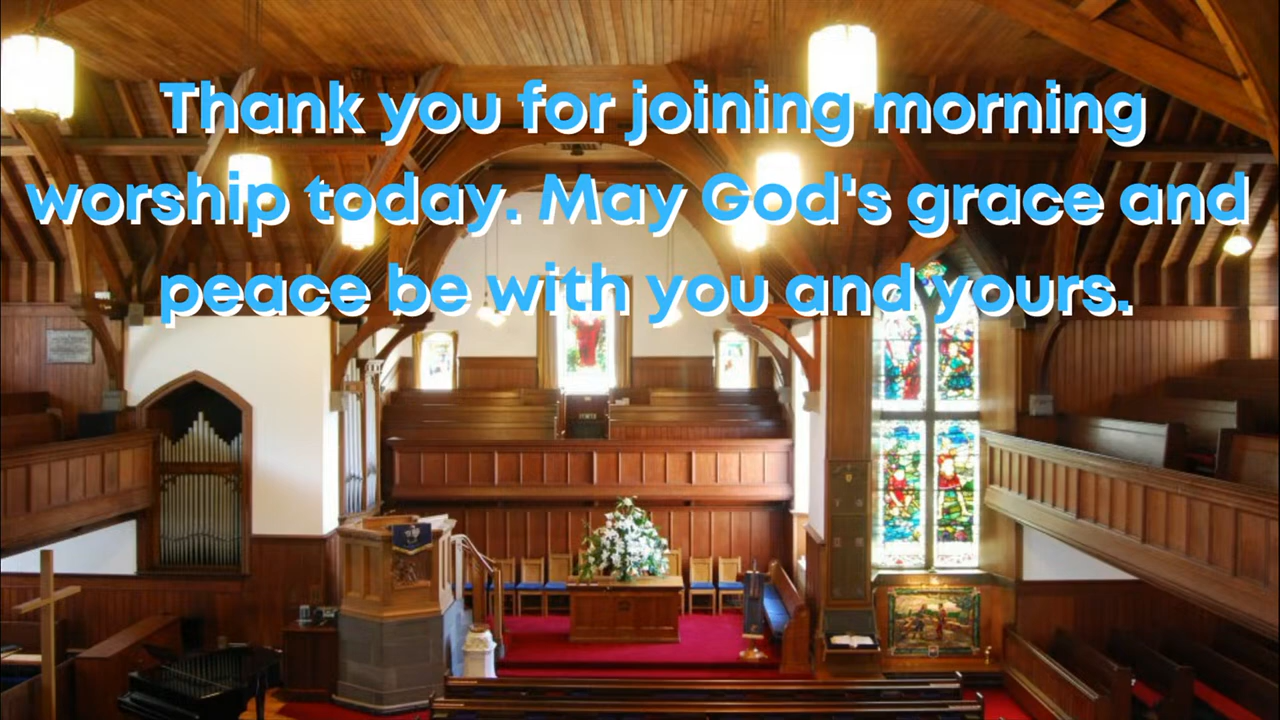 Thank you for joining morning
worship today. May God's grace and
peace be with you and yours.